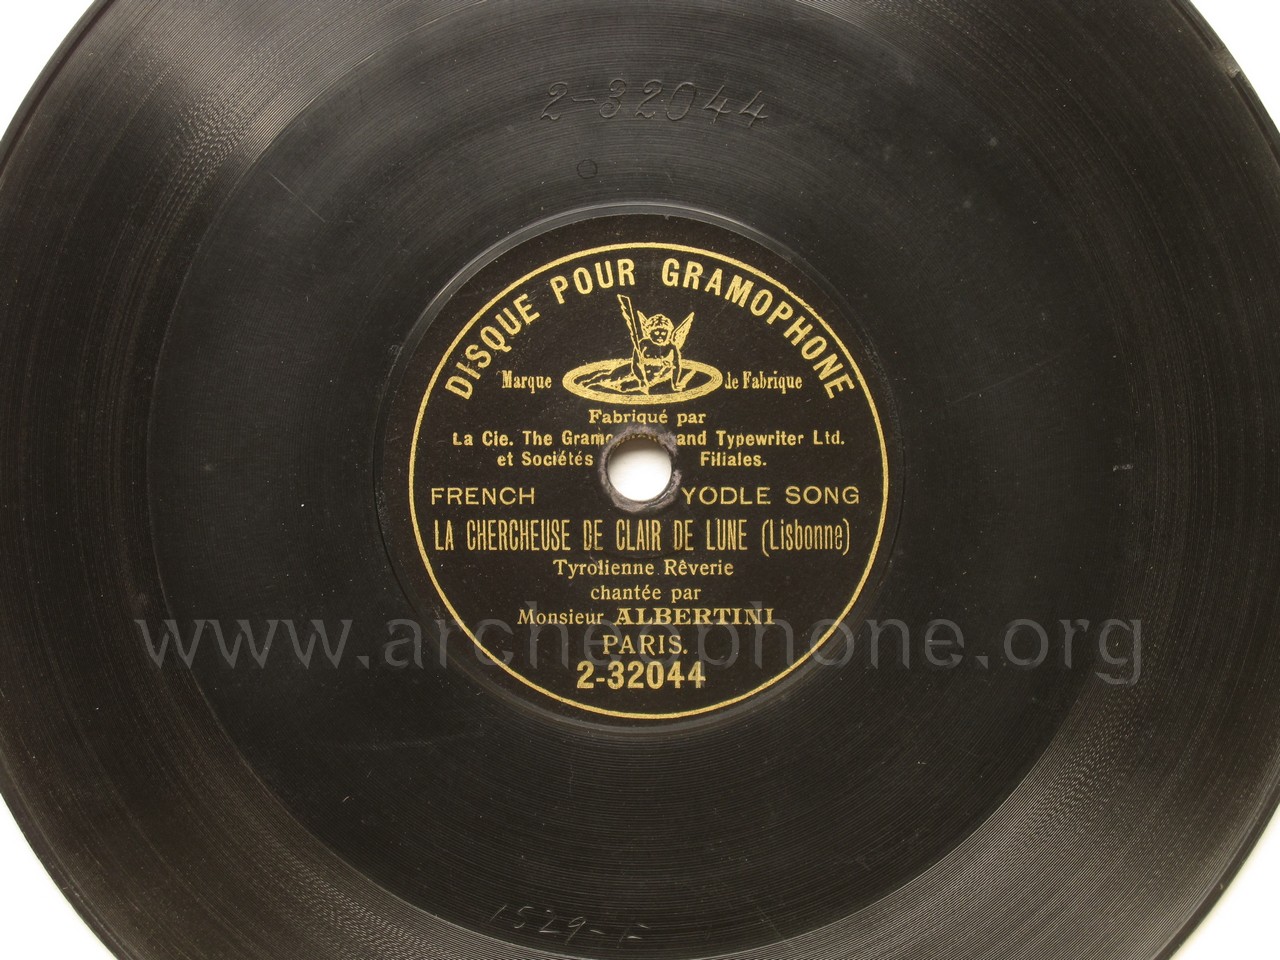 2-32044
DISQUE POUR GRAMOPHONE
Marque de Fabrique
Fabriqué par
La Cie. The Gramo and Typewriter Ltd.
et Sociétés Filiales.
FRENCH YODLE SONG
LA CHERCHEUSE DE CLAIR DE LUNE (Lisbonne)
Tyrolienne Rêverie
chantée par
Monsieur ALBERTINI
www.archeophone.org
PARIS.
2-32044
1529-F